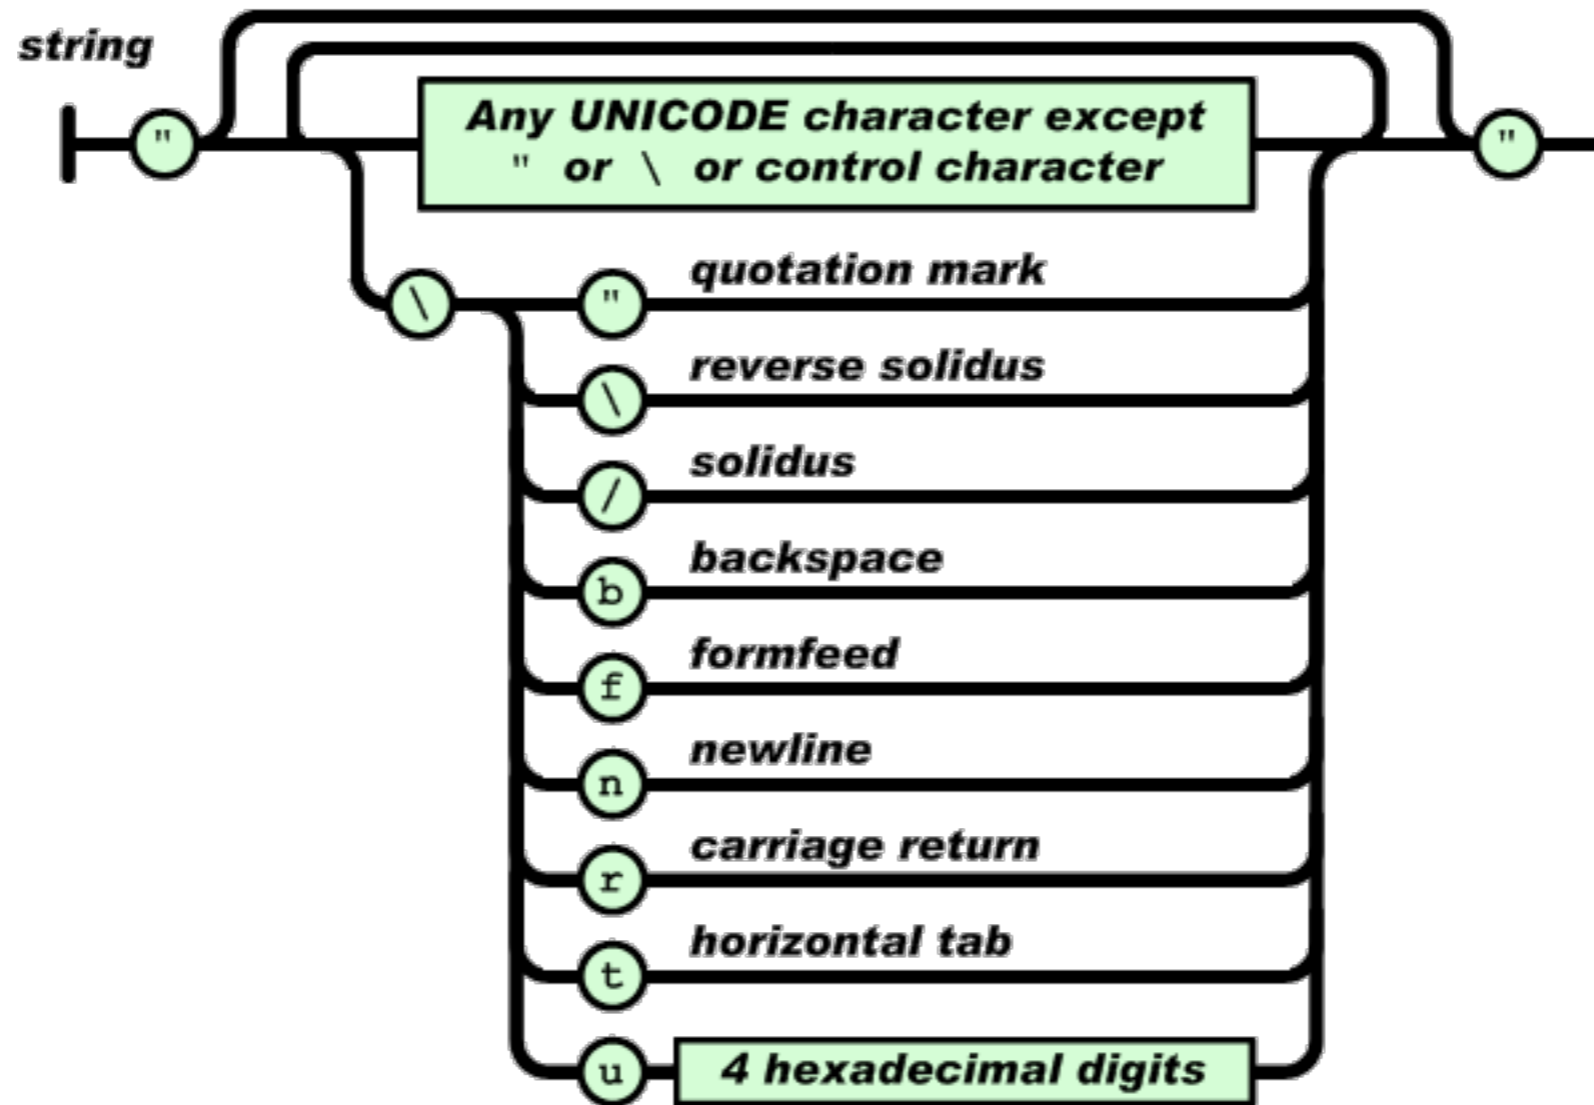 string
"
Any UNICODE character except
" or \ or control character
"
\
" quotation mark
\ reverse solidus
/ solidus
b backspace
f formfeed
n newline
r carriage return
t horizontal tab
u 4 hexadecimal digits